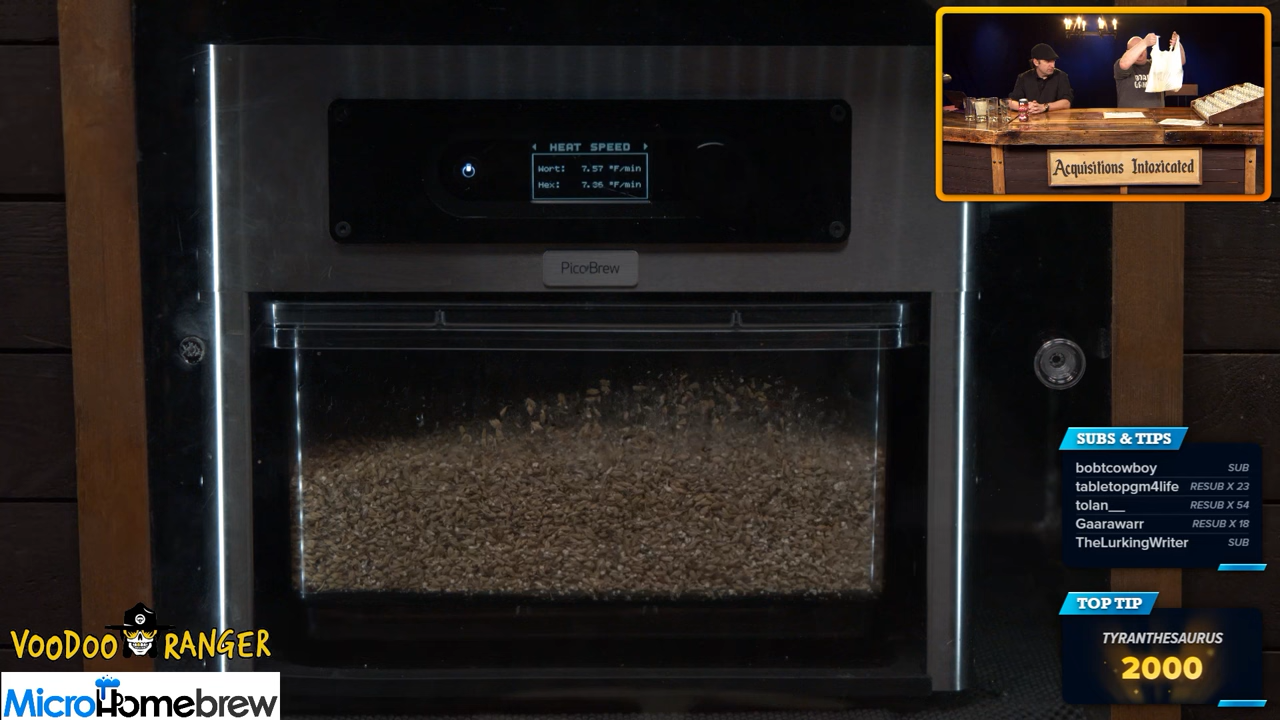 HEAT SPEED
Wort: 7.57 °F/min
Hex: 7.36 °F/min
PicoBrew
Acquisitions Intoxicated
SUBS & TIPS
bobtcowboy SUB
tabletopgm4life RESUB X 23
tolan__ RESUB X 54
Gaarawarr RESUB X 18
TheLurkingWriter SUB
TOP TIP
TYRANTHESAURUS
2000
VOODOO RANGER
MicroHomebrew